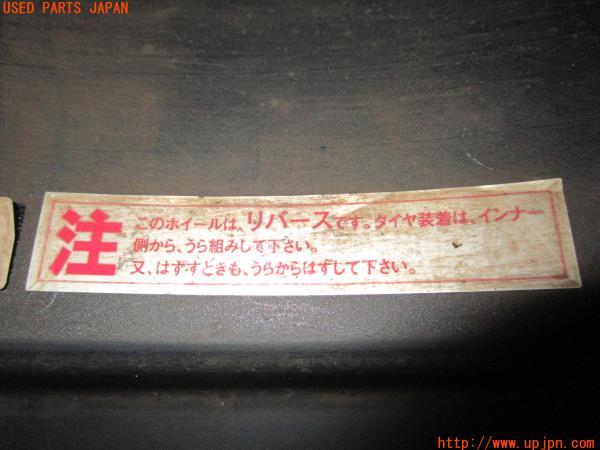 USED PARTS JAPAN
注
このホイールは、リバースです。タイヤ装着は、インナー
側から、うら組みして下さい。
又、はずすときも、うらからはずして下さい。
http://www.upjpn.com